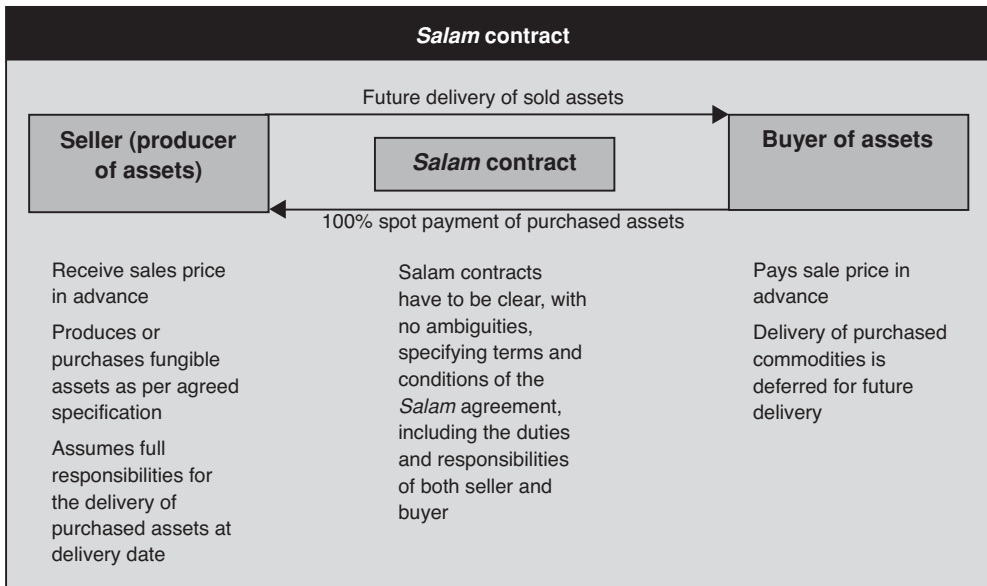 Salam contract
Future delivery of sold assets
Seller (producer
of assets)
Salam contract
Buyer of assets
100% spot payment of purchased assets
Receive sales price
in advance
Produces or
purchases fungible
assets as per agreed
specification
Assumes full
responsibilities for
the delivery of
purchased assets at
delivery date
Salam contracts
have to be clear, with
no ambiguities,
specifying terms and
conditions of the
Salam agreement,
including the duties
and responsibilities
of both seller and
buyer
Pays sale price in
advance
Delivery of purchased
commodities is
deferred for future
delivery